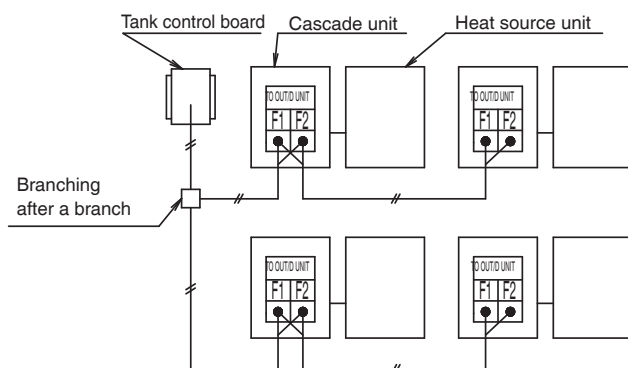 Tank control board
Cascade unit
Heat source unit
TO OUT/D UNIT
F1 F2
TO OUT/D UNIT
F1 F2
Branching
after a branch
TO OUT/D UNIT
F1 F2
TO OUT/D UNIT
F1 F2